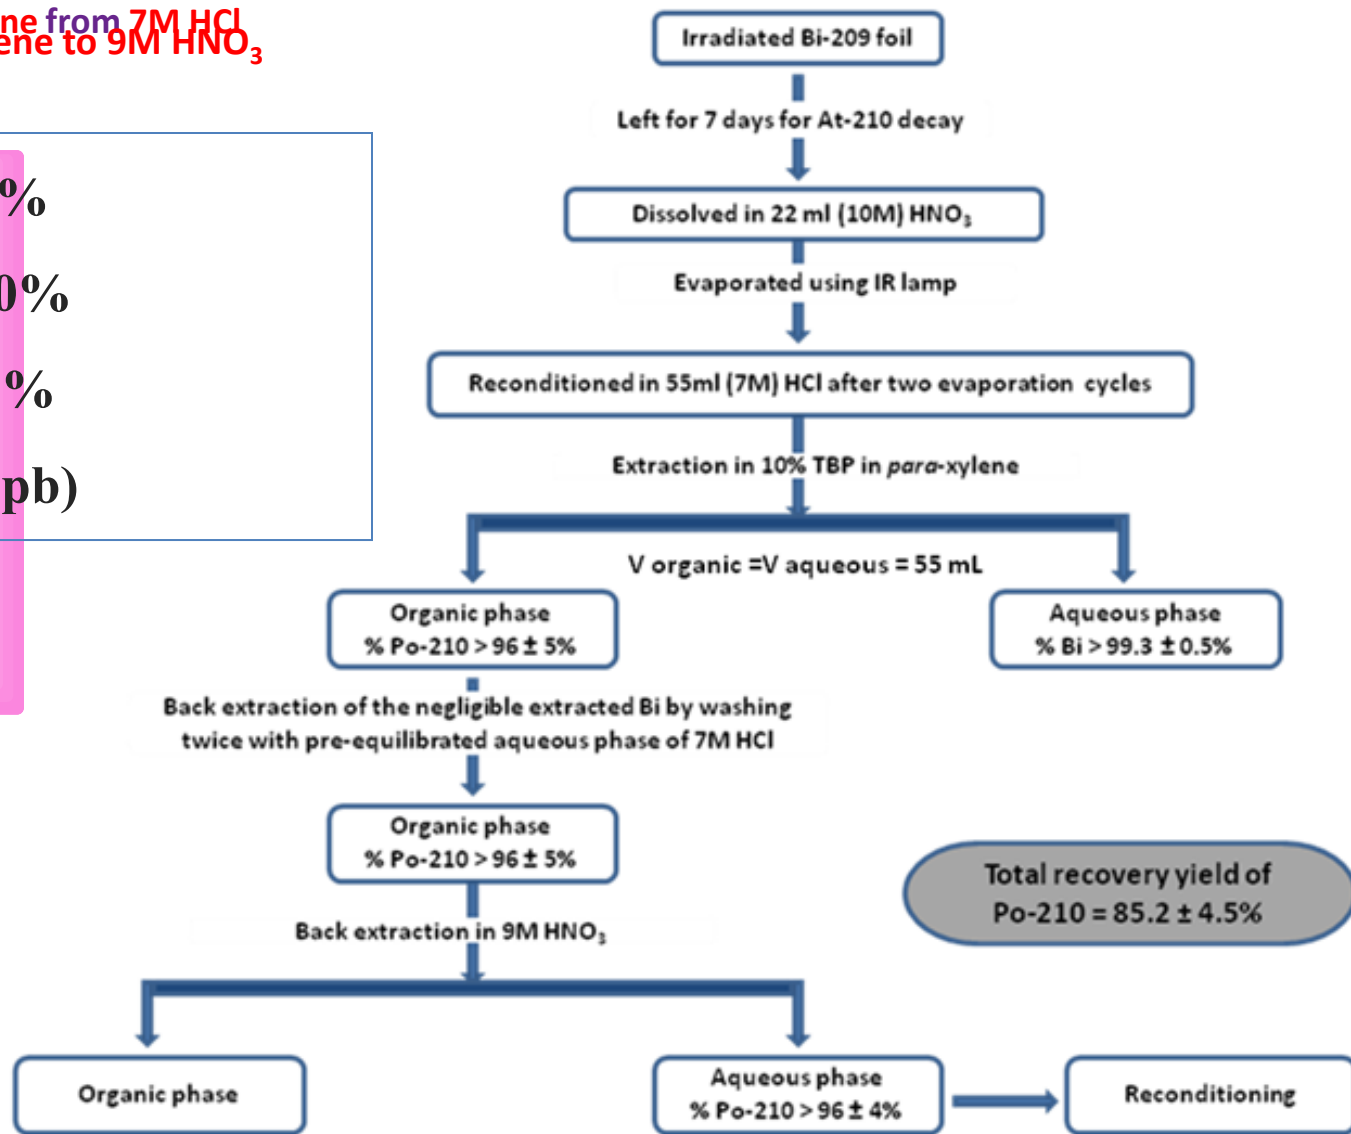 ne from 7M HCl
ene to 9M HNO₃
%
0%
%
pb)
Irradiated Bi-209 foil
Left for 7 days for At-210 decay
Dissolved in 22 ml (10M) HNO₃
Evaporated using IR lamp
Reconditioned in 55ml (7M) HCl after two evaporation cycles
Extraction in 10% TBP in para-xylene
V organic =V aqueous = 55 mL
Organic phase
% Po-210 > 96 ± 5%
Aqueous phase
% Bi > 99.3 ± 0.5%
Back extraction of the negligible extracted Bi by washing
twice with pre-equilibrated aqueous phase of 7M HCl
Organic phase
% Po-210 > 96 ± 5%
Total recovery yield of
Po-210 = 85.2 ± 4.5%
Back extraction in 9M HNO₃
Organic phase
Aqueous phase
% Po-210 > 96 ± 4%
Reconditioning